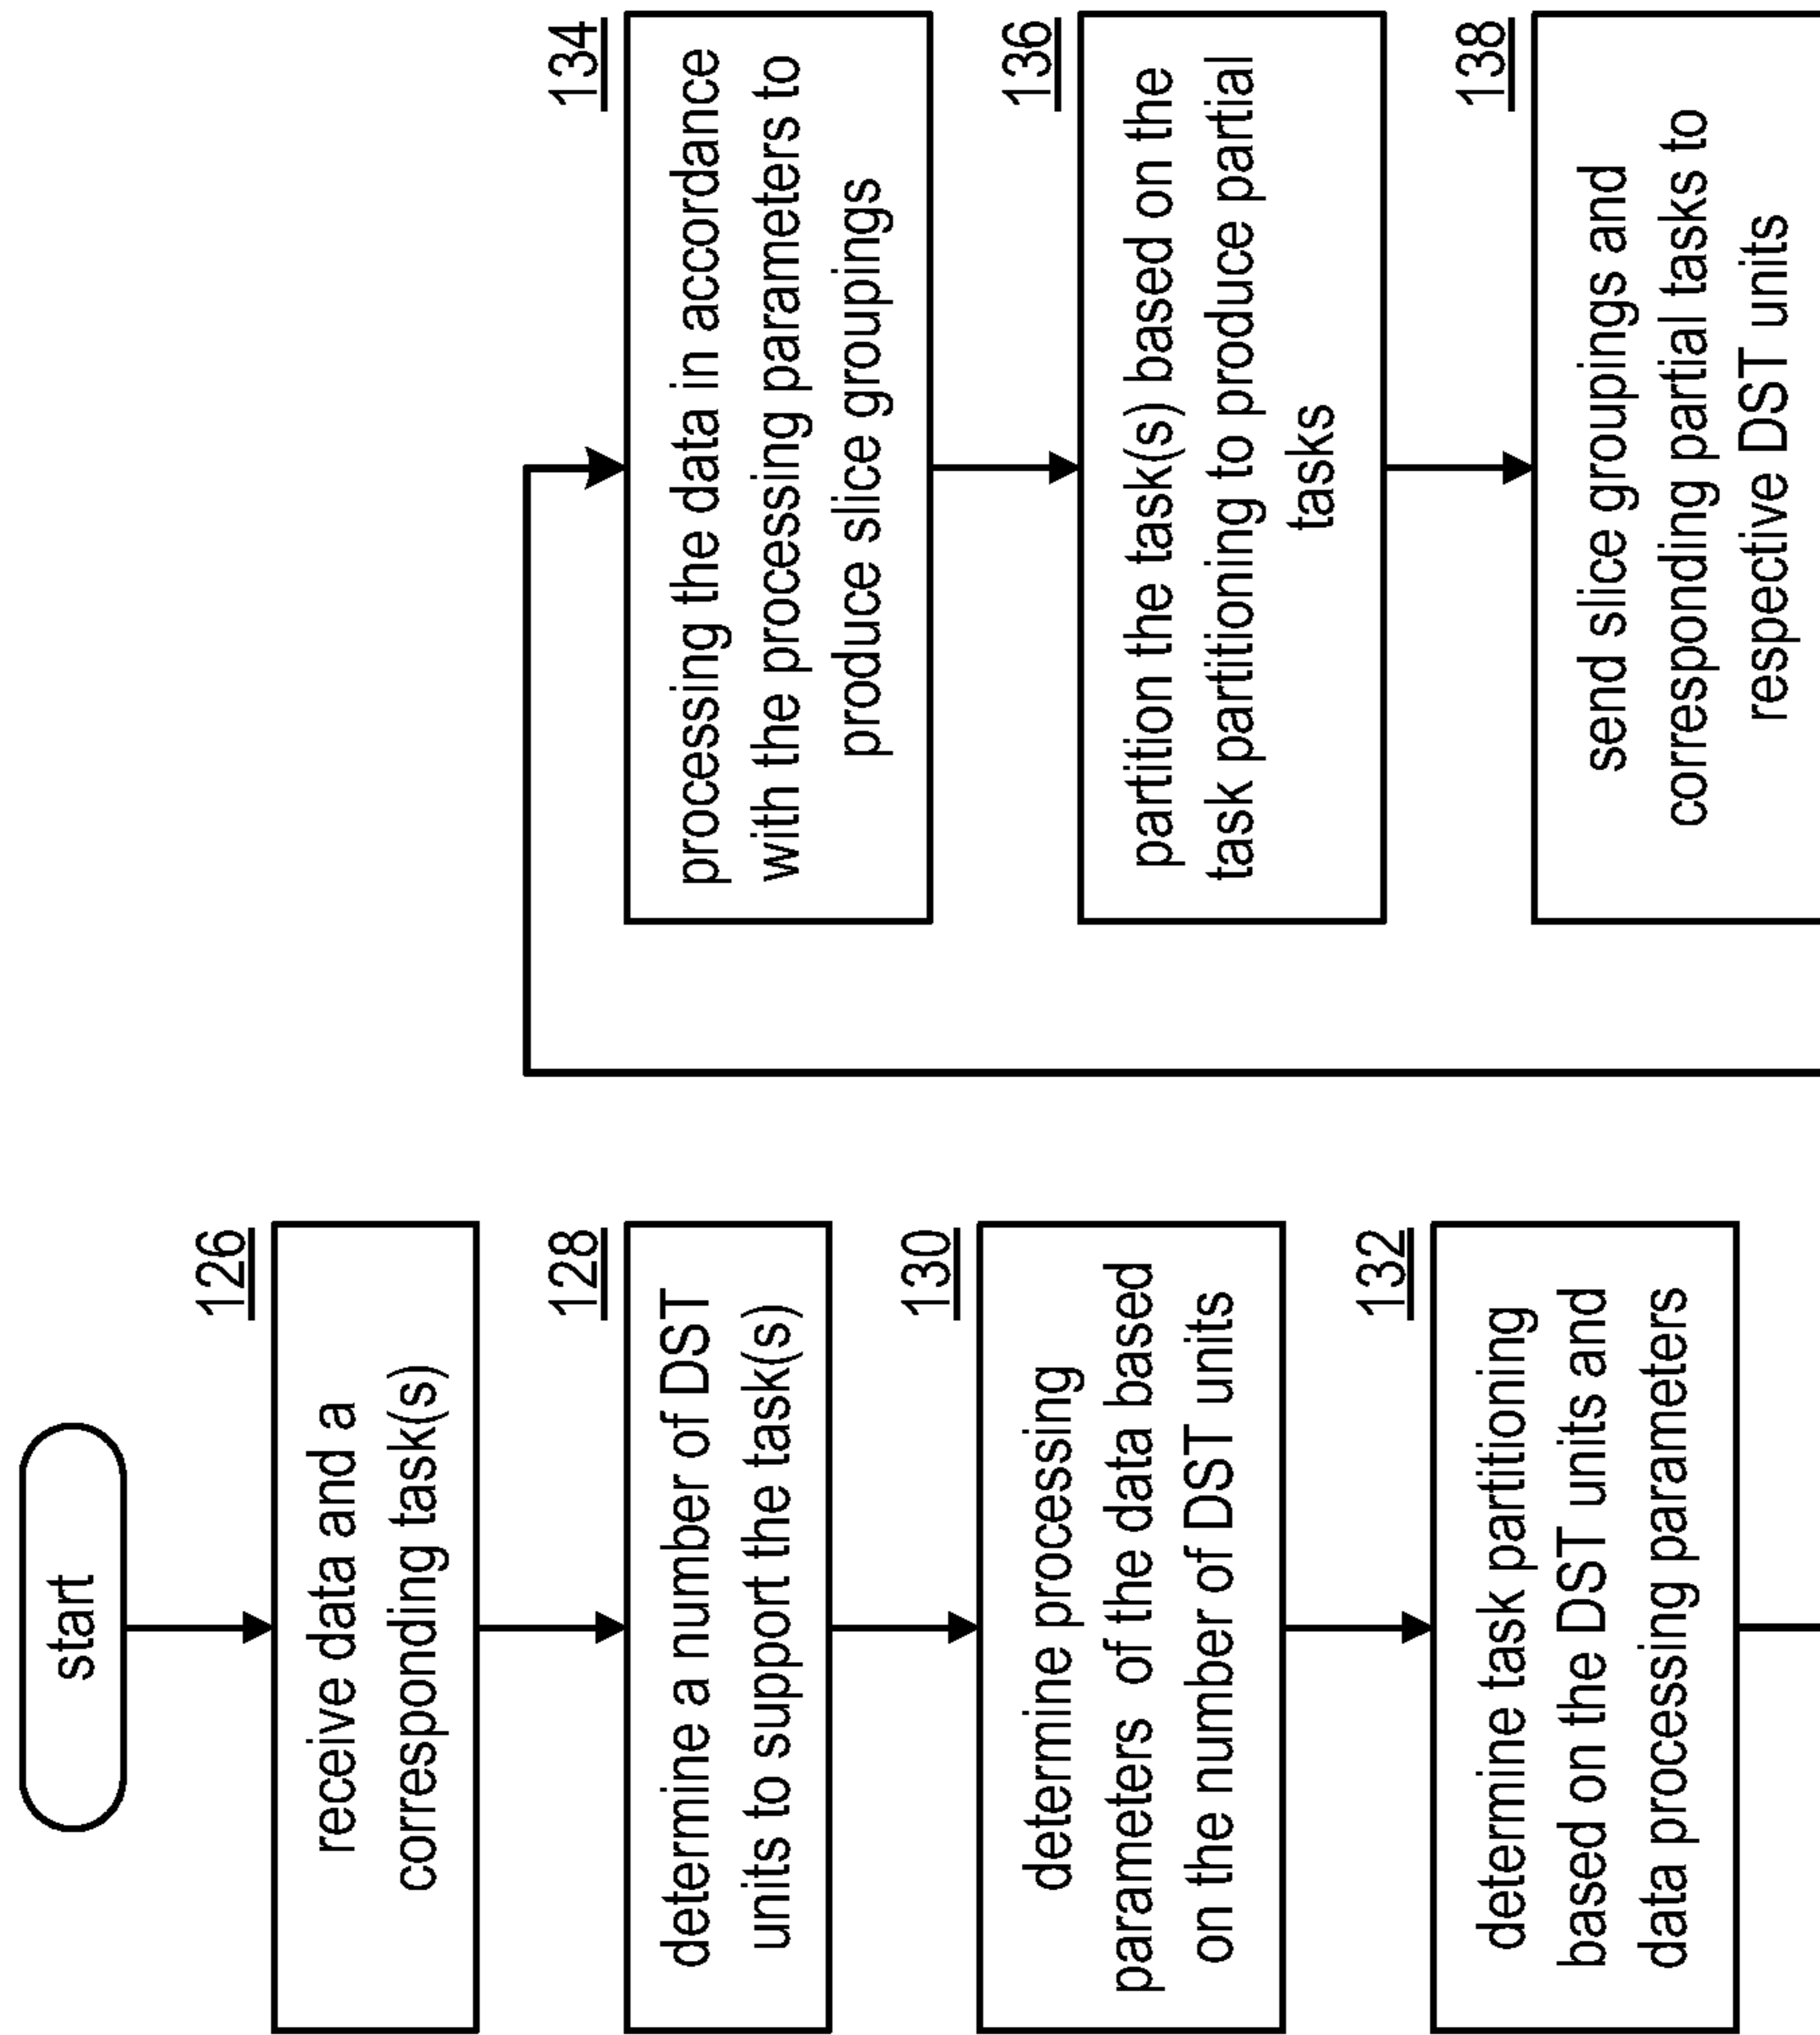 start
126
receive data and a
corresponding task(s)
128
determine a number of DST
units to support the task(s)
130
determine processing
parameters of the data based
on the number of DST units
132
determine task partitioning
based on the DST units and
data processing parameters
134
processing the data in accordance
with the processing parameters to
produce slice groupings
136
partition the task(s) based on the
task partitioning to produce partial
tasks
138
send slice groupings and
corresponding partial tasks to
respective DST units